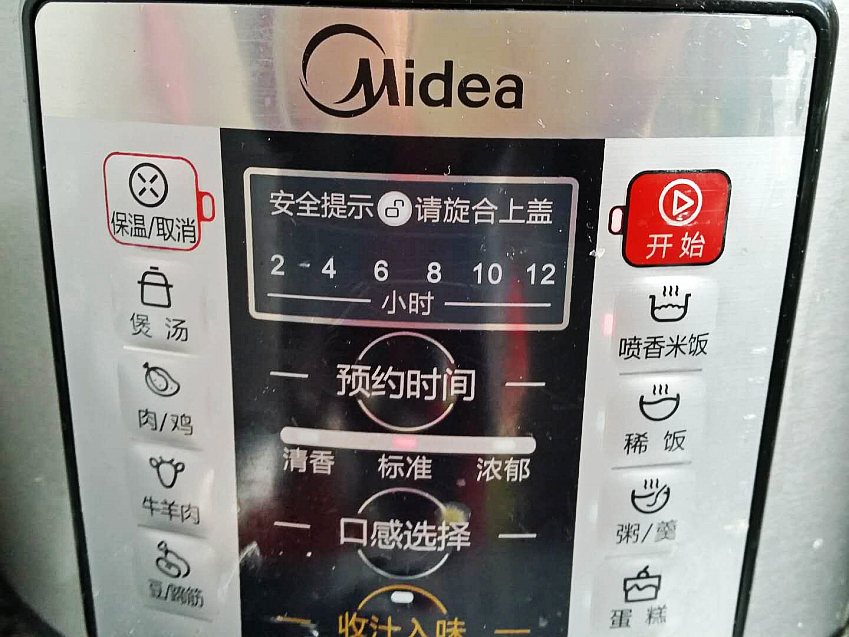 Midea
安全提示 请旋合上盖
2 - 4 6 8 10 12
小时
预约时间
清香 标准 浓郁
口感选择
收汁入味
保温/取消
煲汤
肉/鸡
牛羊肉
豆/蹄筋
开始
喷香米饭
稀饭
粥/羹
蛋糕